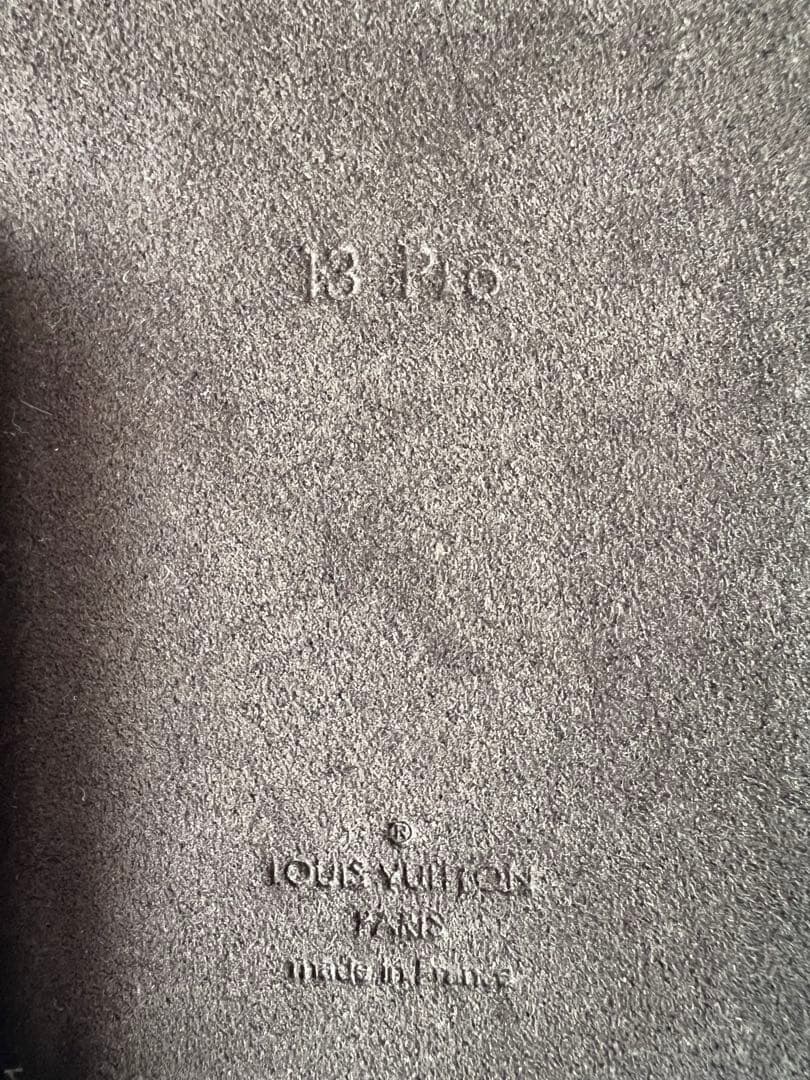 13 Pro
®
LOUIS VUITTON
PARIS
made in France